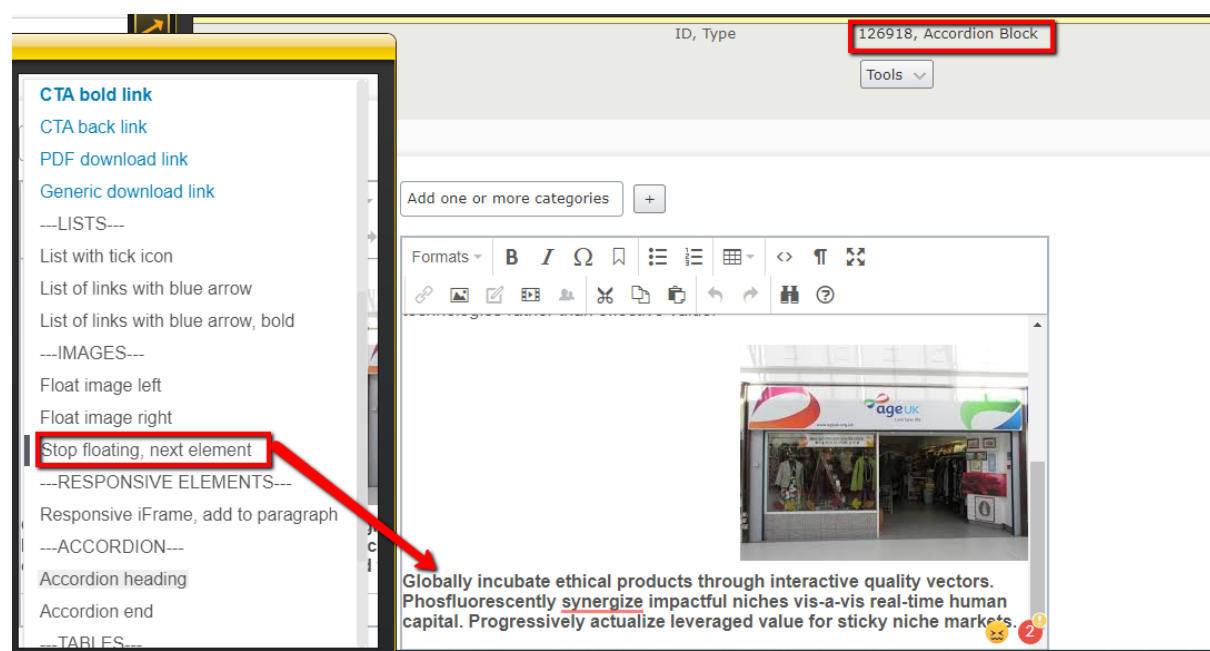 ID, Type
126918, Accordion Block
Tools
CTA bold link
CTA back link
PDF download link
Generic download link
---LISTS---
List with tick icon
List of links with blue arrow
List of links with blue arrow, bold
---IMAGES---
Float image left
Float image right
Stop floating, next element
---RESPONSIVE ELEMENTS---
Responsive iFrame, add to paragraph
---ACCORDION---
Accordion heading
Accordion end
---TABLES---
Add one or more categories +
Formats B I Ω
ageUK
Globally incubate ethical products through interactive quality vectors.
Phosfluorescently synergize impactful niches vis-a-vis real-time human
capital. Progressively actualize leveraged value for sticky niche markets.
2